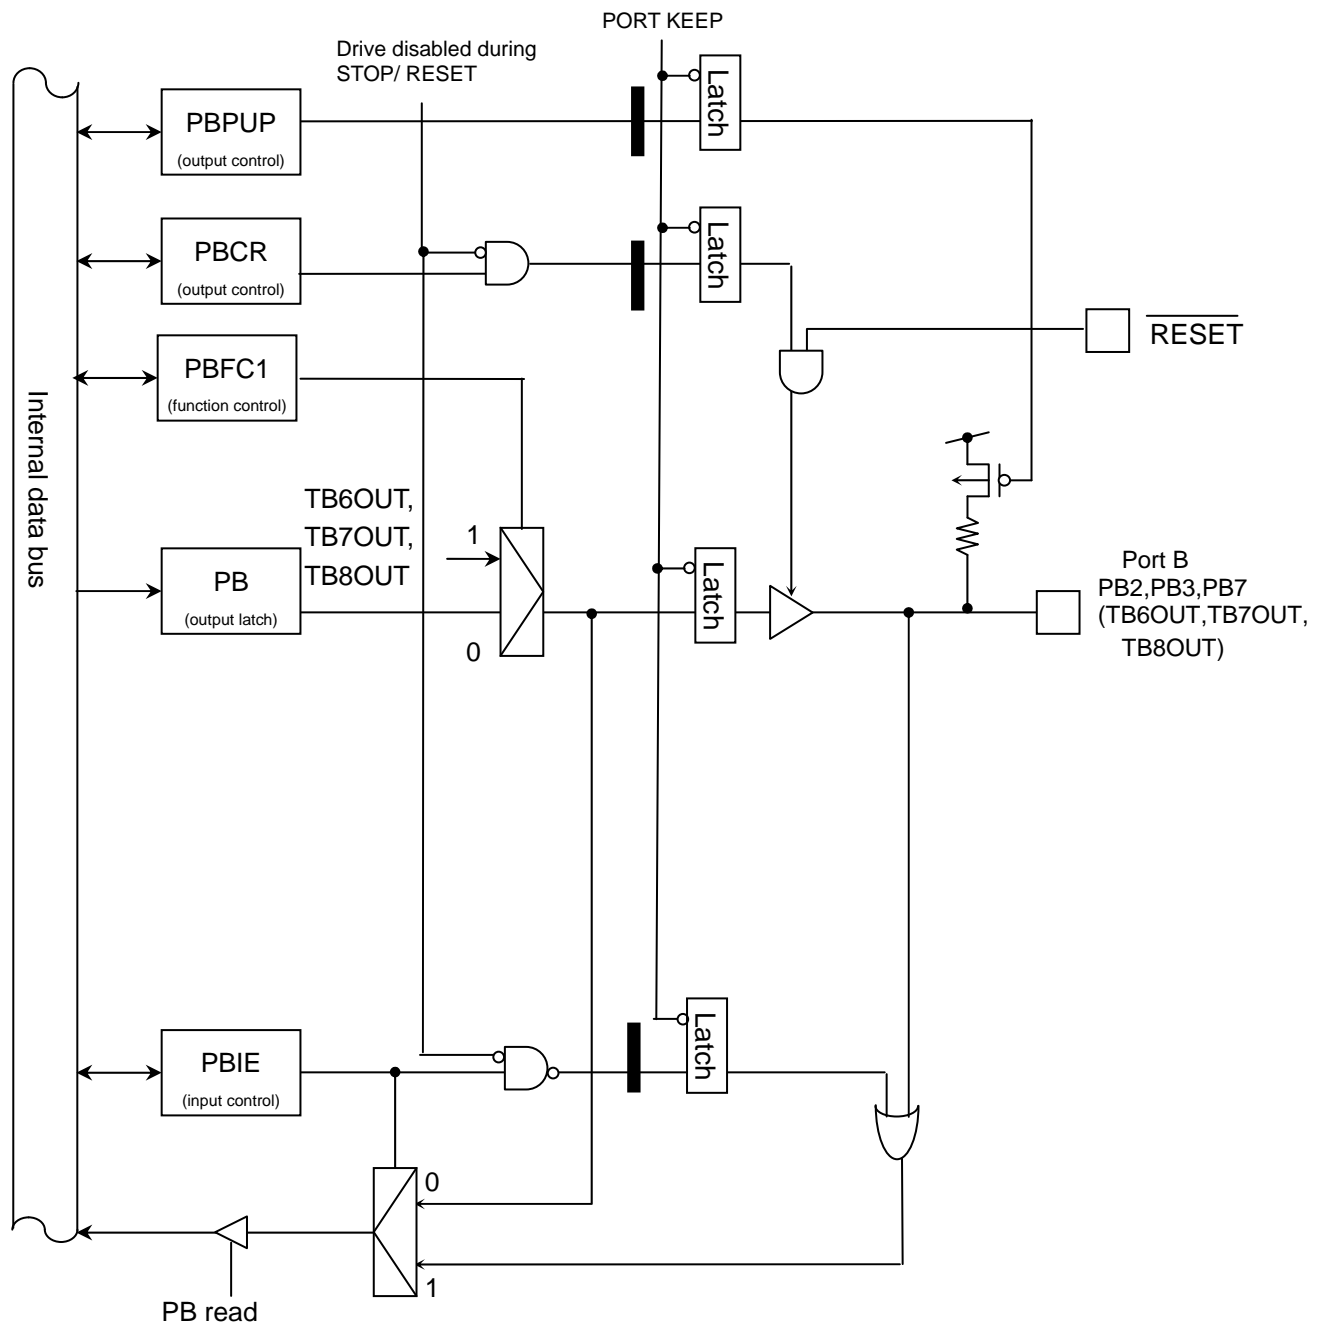 PORT KEEP
Drive disabled during
STOP/ RESET
Latch
PBPUP
(output control)
Latch
PBCR
(output control)
RESET
PBFC1
(function control)
Internal data bus
TB6OUT,
TB7OUT,
TB8OUT
1
PB
(output latch)
0
Latch
Port B
PB2,PB3,PB7
(TB6OUT,TB7OUT,
TB8OUT)
PBIE
(input control)
Latch
0
1
PB read